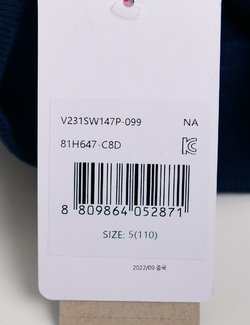 V231SW147P-099 NA
81H647-C8D
8 809864 052871
SIZE: 5(110)
2022/09 중국